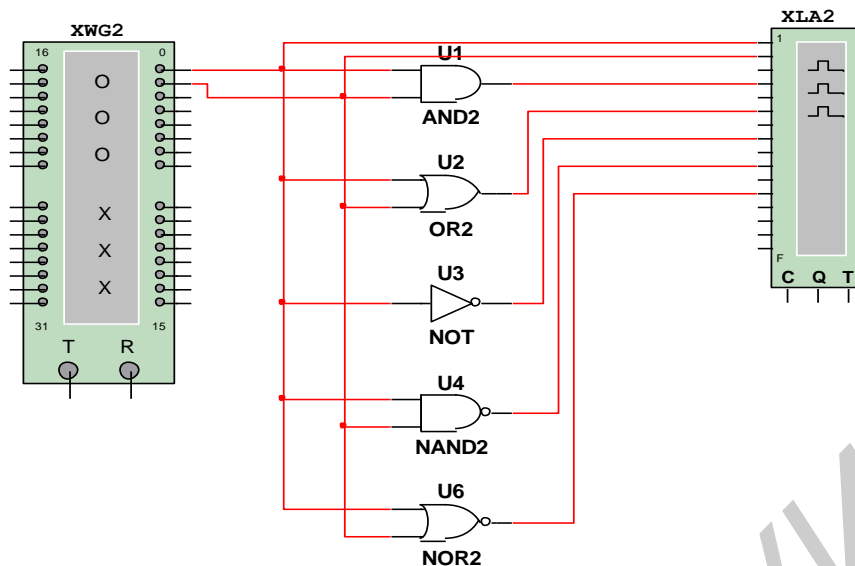 XWG2
16 0
O
O
O
X
X
X
31 15
T R
U1
AND2
U2
OR2
U3
NOT
U4
NAND2
U6
NOR2
XLA2
1
F
C Q T